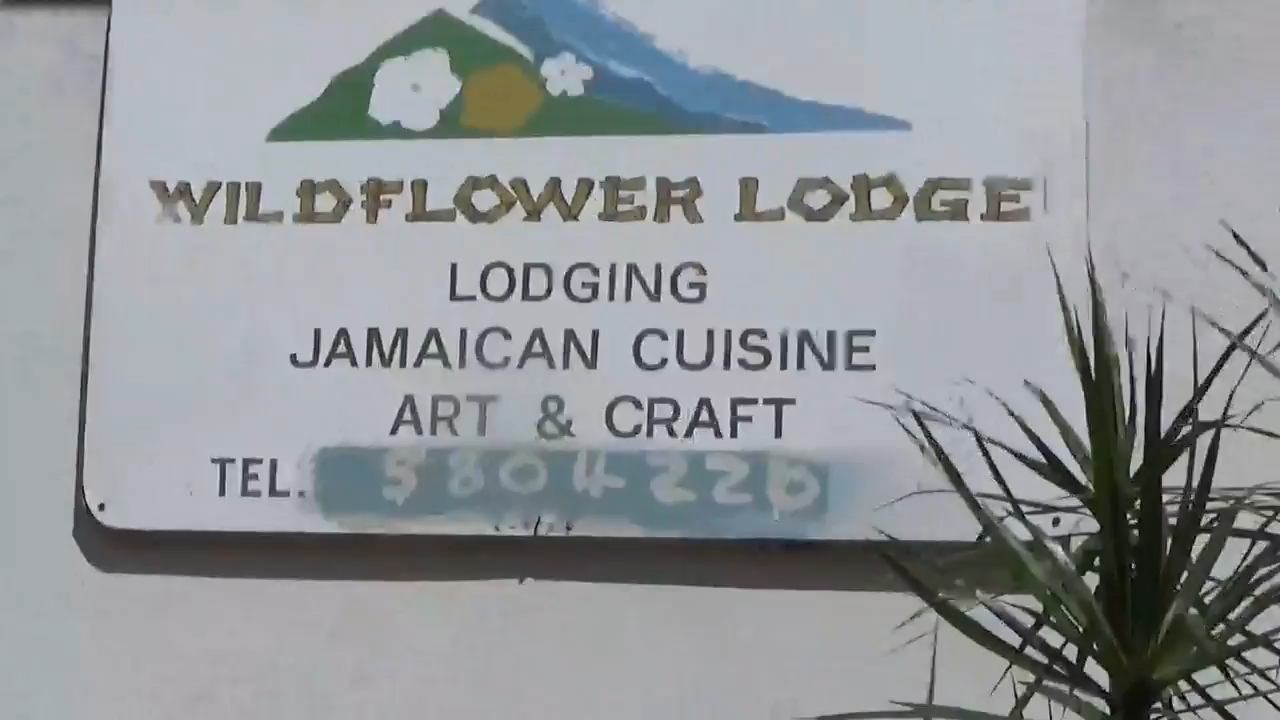 WILDFLOWER LODGE
LODGING
JAMAICAN CUISINE
ART & CRAFT
TEL. 5804226